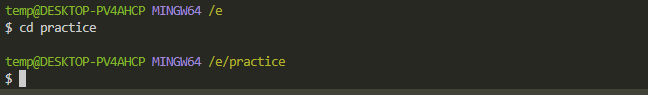 temp@DESKTOP-PV4AHCP MINGW64 /e
$ cd practice
temp@DESKTOP-PV4AHCP MINGW64 /e/practice
$